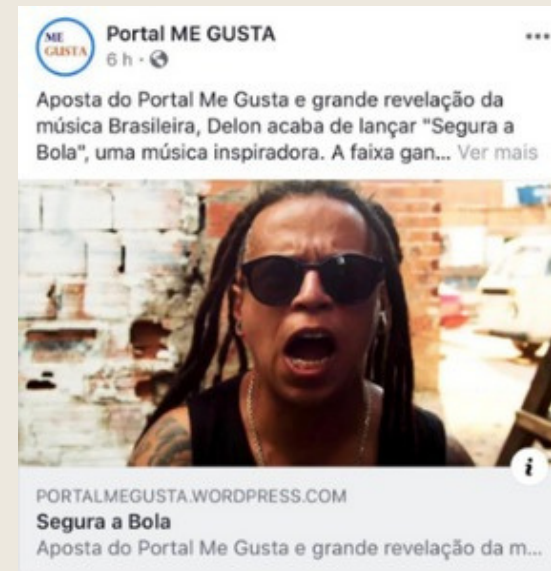 ME
GUSTA
Portal ME GUSTA
6 h ·
Aposta do Portal Me Gusta e grande revelação da
música Brasileira, Delon acaba de lançar "Segura a
Bola", uma música inspiradora. A faixa gan... Ver mais
i
PORTALMEGUSTA.WORDPRESS.COM
Segura a Bola
Aposta do Portal Me Gusta e grande revelação da m...